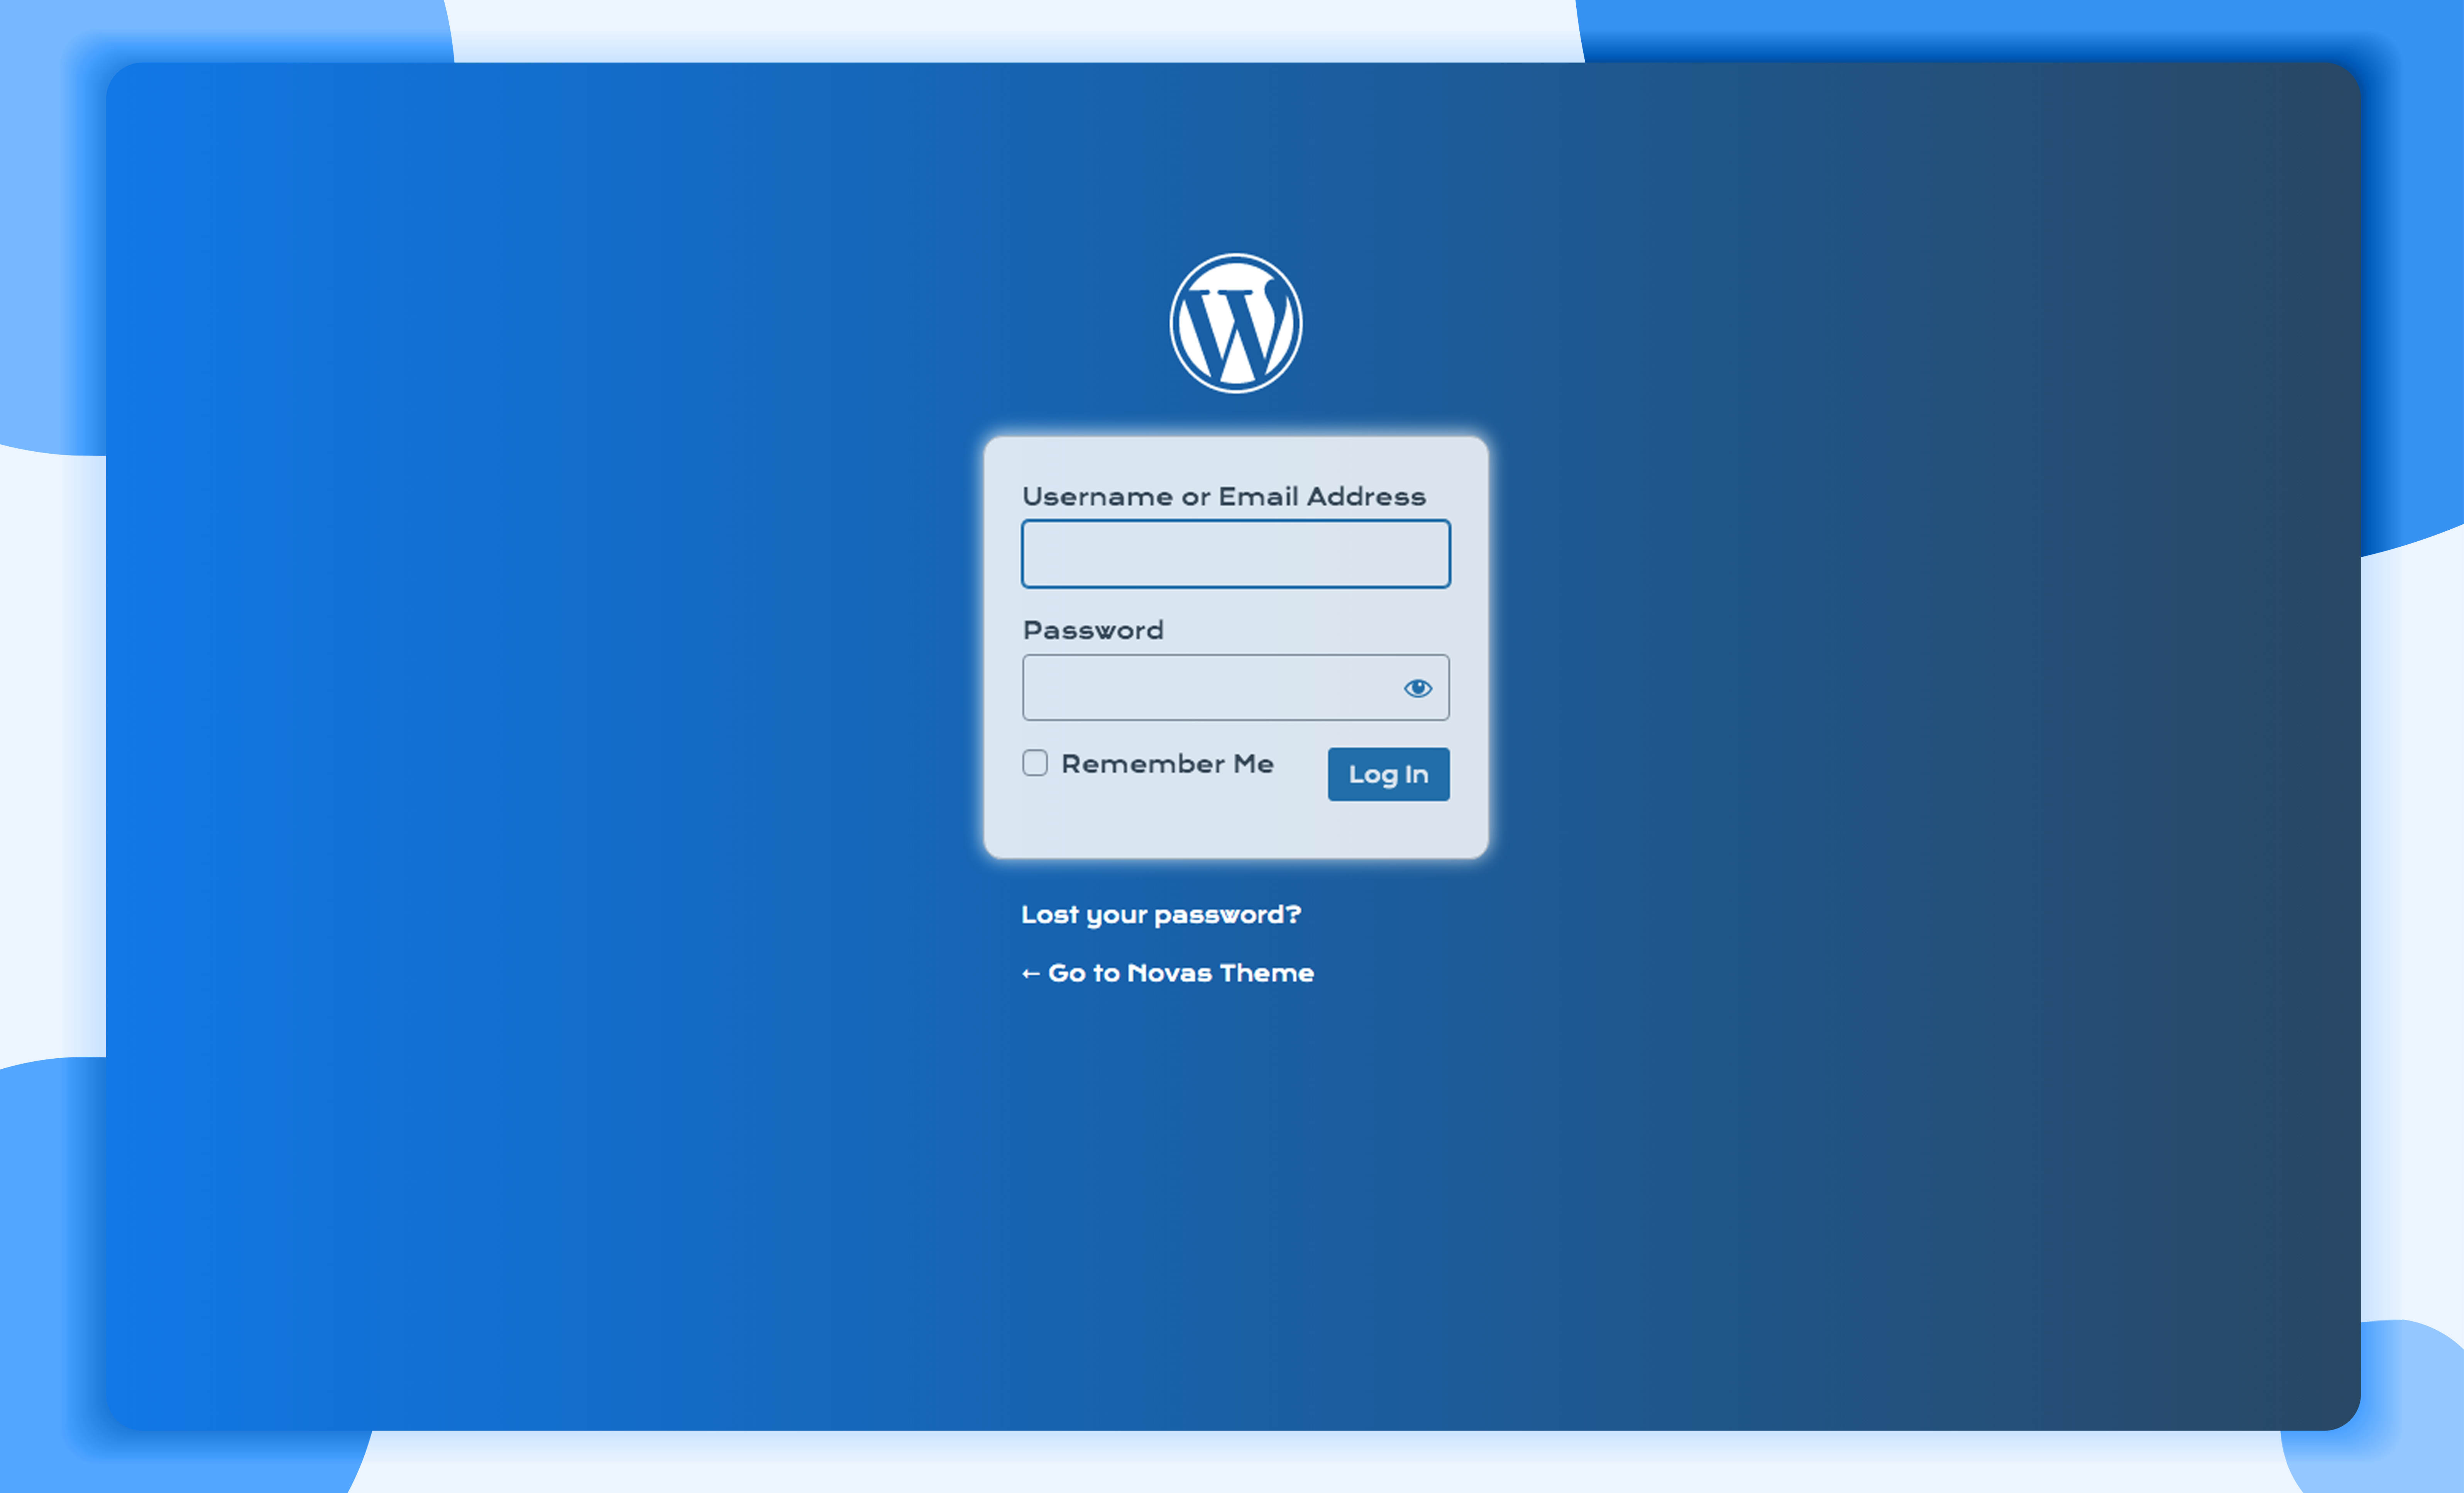 Username or Email Address
Password
Remember Me
Log In
Lost your password?
← Go to Novas Theme